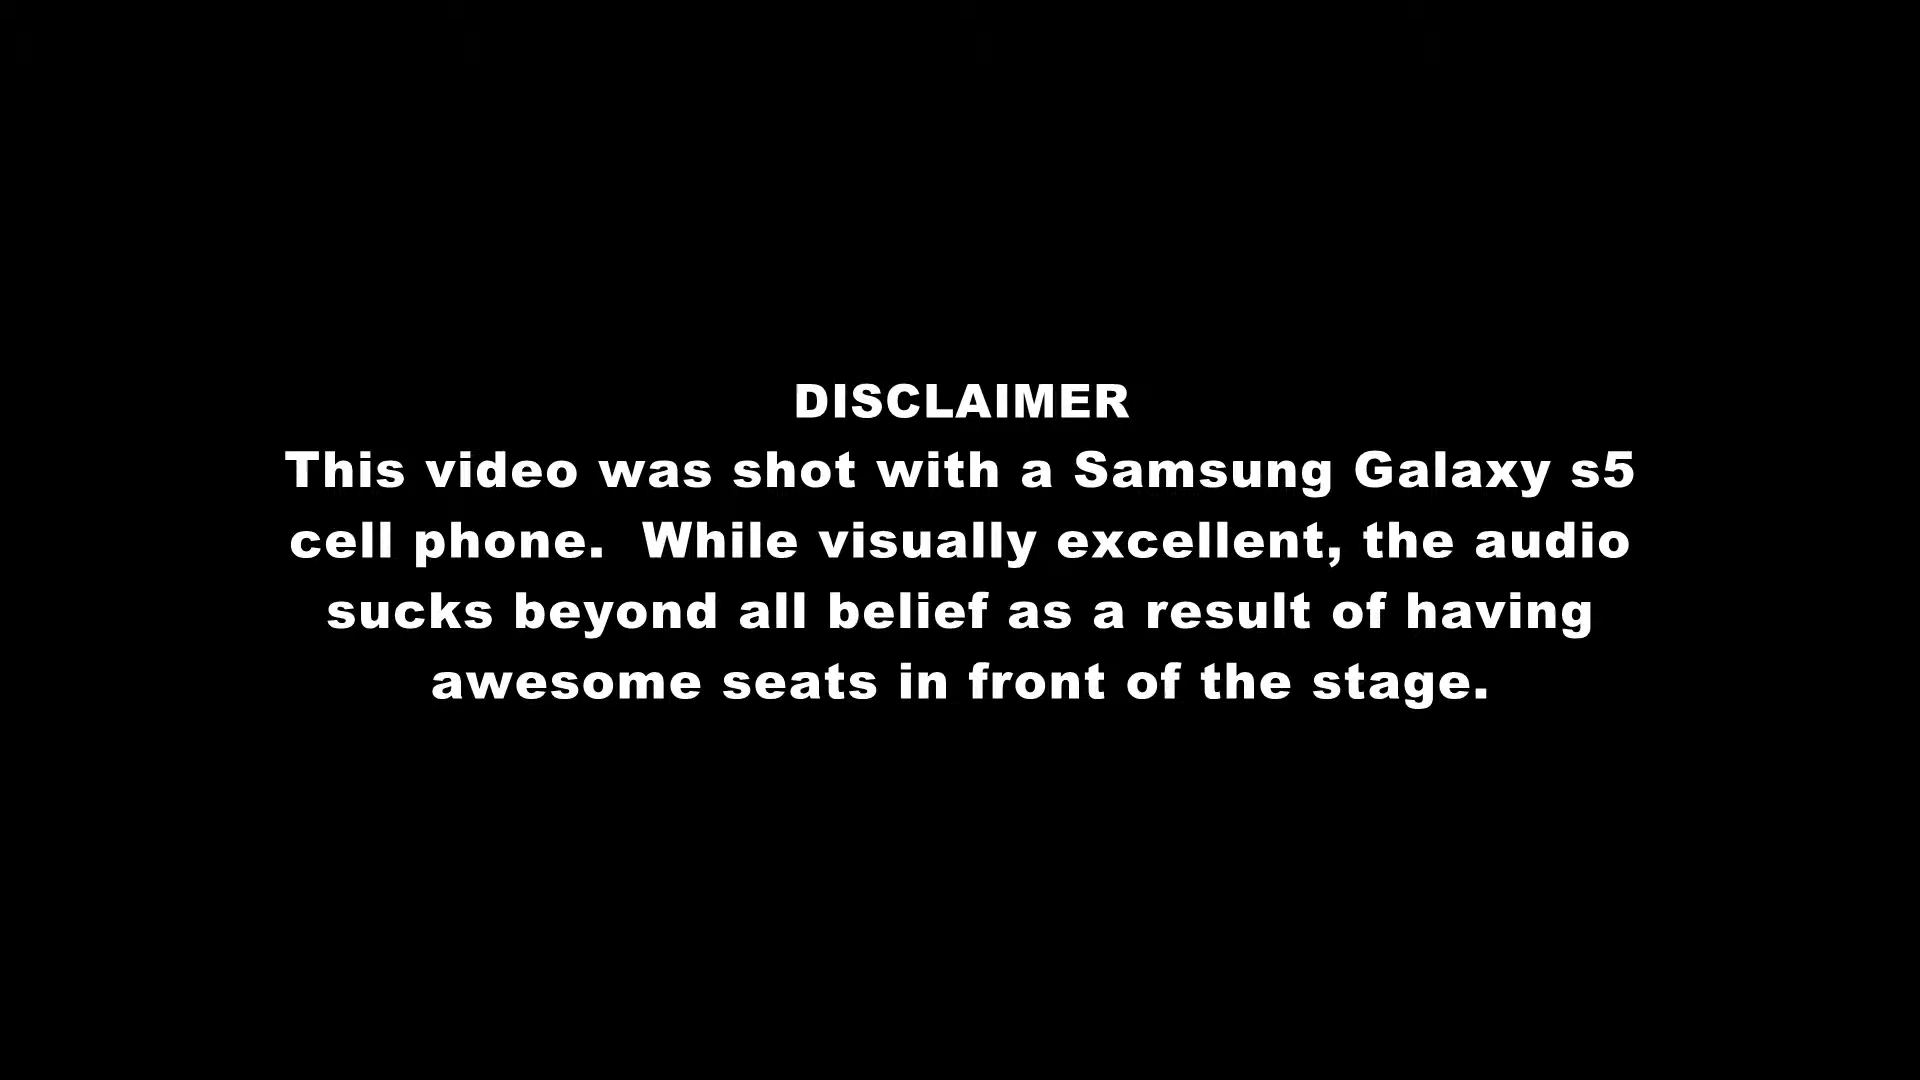 DISCLAIMER
This video was shot with a Samsung Galaxy s5
cell phone.  While visually excellent, the audio
sucks beyond all belief as a result of having
awesome seats in front of the stage.